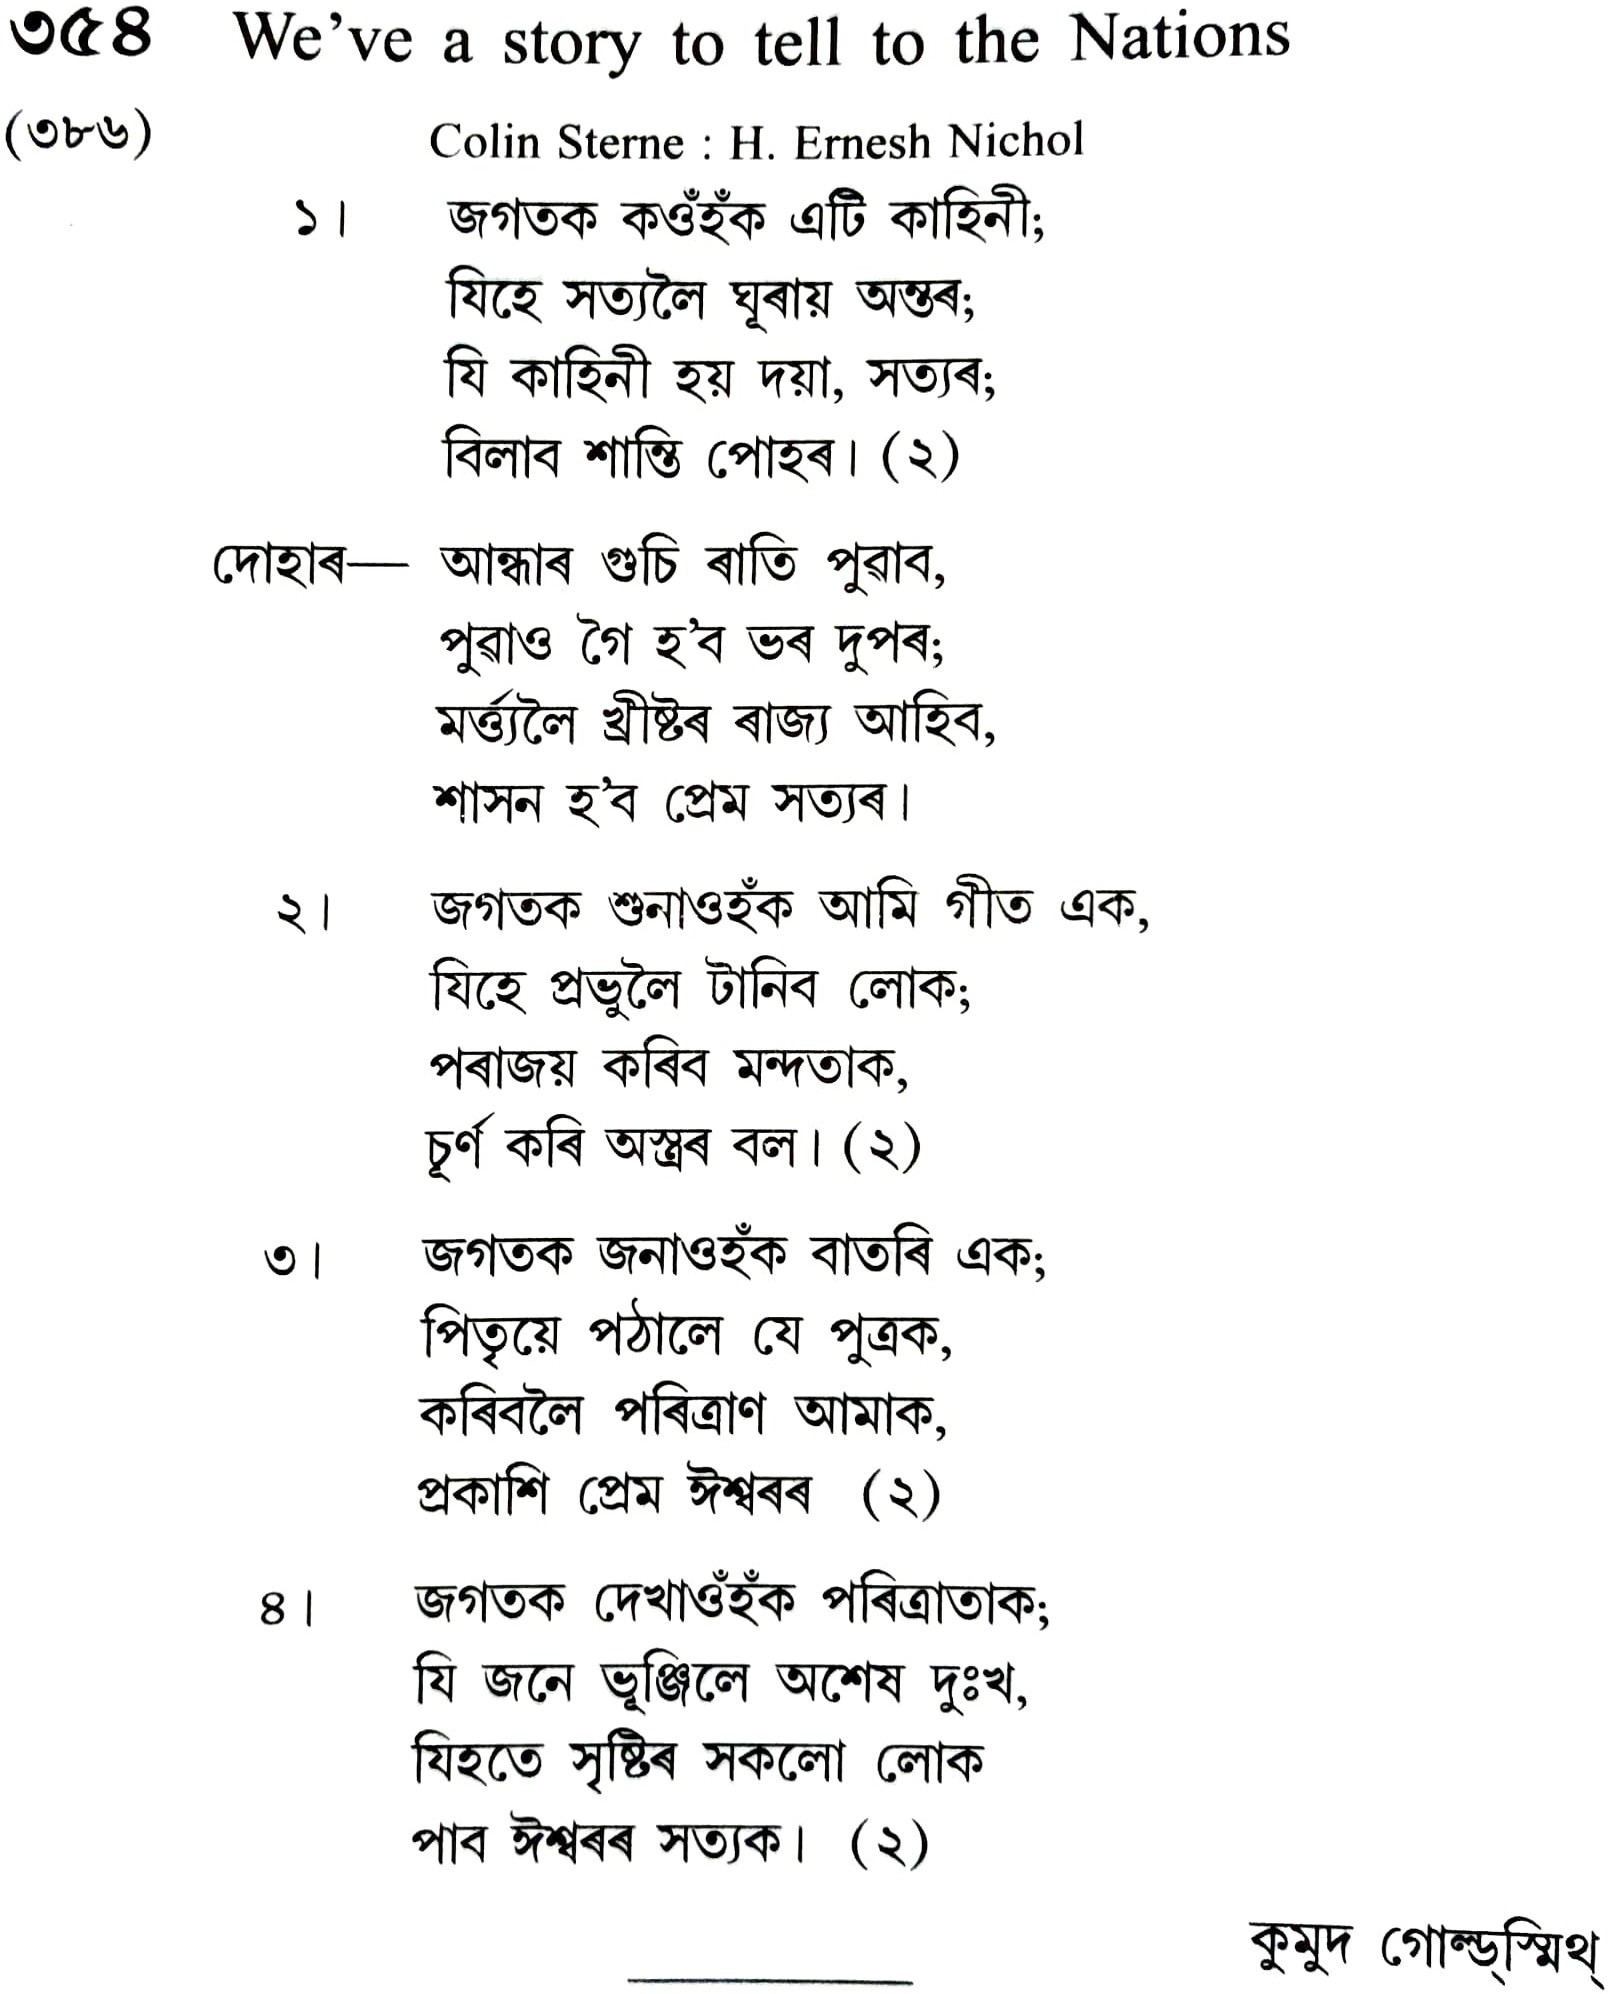 ৩৫৪ We've a story to tell to the Nations
(৩৮৬) Colin Sterne : H. Ernesh Nichol
১। জগতক কওঁহঁক এটি কাহিনী;
যিহে সত্যলৈ ঘূৰায় অন্তৰ;
যি কাহিনী হয় দয়া, সত্যৰ;
বিলাব শান্তি পোহৰ। (২)
দোহাৰ— আন্ধাৰ গুচি ৰাতি পুৱাব,
পুৱাও গৈ হ'ব ভৰ দুপৰ;
মৰ্ত্ত্যলৈ খ্ৰীষ্টৰ ৰাজ্য আহিব,
শাসন হ'ব প্ৰেম সত্যৰ।
২। জগতক শুনাওহঁক আমি গীত এক,
যিহে প্ৰভুলৈ টানিব লোক;
পৰাজয় কৰিব মন্দতাক,
চূৰ্ণ কৰি অস্ত্ৰৰ বল। (২)
৩। জগতক জনাওহঁক বাতৰি এক;
পিতৃয়ে পঠালে যে পুত্ৰক,
কৰিবলৈ পৰিত্ৰাণ আমাক,
প্ৰকাশি প্ৰেম ঈশ্বৰৰ (২)
৪। জগতক দেখাওঁহঁক পৰিত্ৰাতাক;
যি জনে ভূঞ্জিলে অশেষ দুঃখ,
যিহতে সৃষ্টিৰ সকলো লোক
পাব ঈশ্বৰৰ সত্যক। (২)
কুমুদ গোল্ড্স্মিথ্